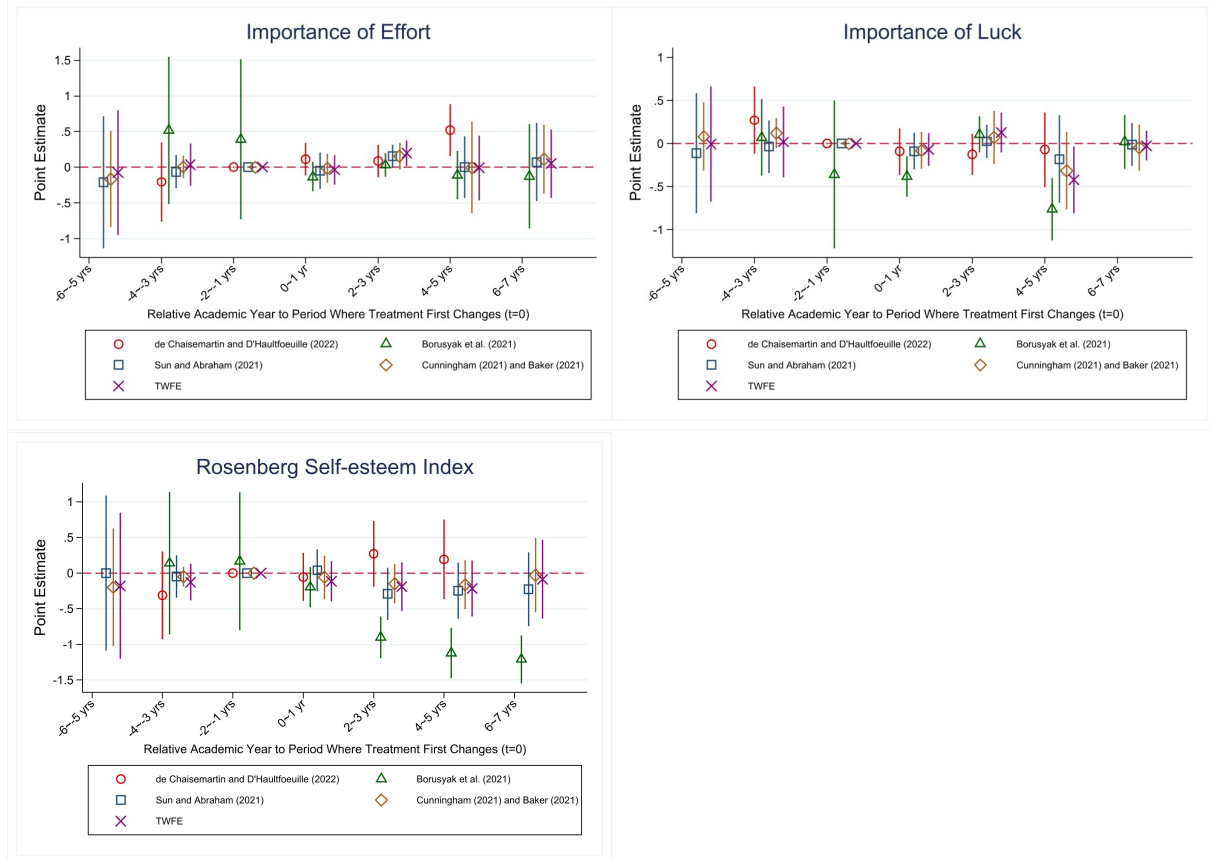 Importance of Effort
Point Estimate
1.5
1
.5
0
-.5
-1
-6~-5 yrs
-4~-3 yrs
-2~-1 yrs
0~1 yr
2~3 yrs
4~5 yrs
6~7 yrs
Relative Academic Year to Period Where Treatment First Changes (t=0)
de Chaisemartin and D'Haultfoeuille (2022)
Borusyak et al. (2021)
Sun and Abraham (2021)
Cunningham (2021) and Baker (2021)
TWFE
Importance of Luck
Point Estimate
1
.5
0
-.5
-1
-6~-5 yrs
-4~-3 yrs
-2~-1 yrs
0~1 yr
2~3 yrs
4~5 yrs
6~7 yrs
Relative Academic Year to Period Where Treatment First Changes (t=0)
de Chaisemartin and D'Haultfoeuille (2022)
Borusyak et al. (2021)
Sun and Abraham (2021)
Cunningham (2021) and Baker (2021)
TWFE
Rosenberg Self-esteem Index
Point Estimate
1
.5
0
-.5
-1
-1.5
-6~-5 yrs
-4~-3 yrs
-2~-1 yrs
0~1 yr
2~3 yrs
4~5 yrs
6~7 yrs
Relative Academic Year to Period Where Treatment First Changes (t=0)
de Chaisemartin and D'Haultfoeuille (2022)
Borusyak et al. (2021)
Sun and Abraham (2021)
Cunningham (2021) and Baker (2021)
TWFE